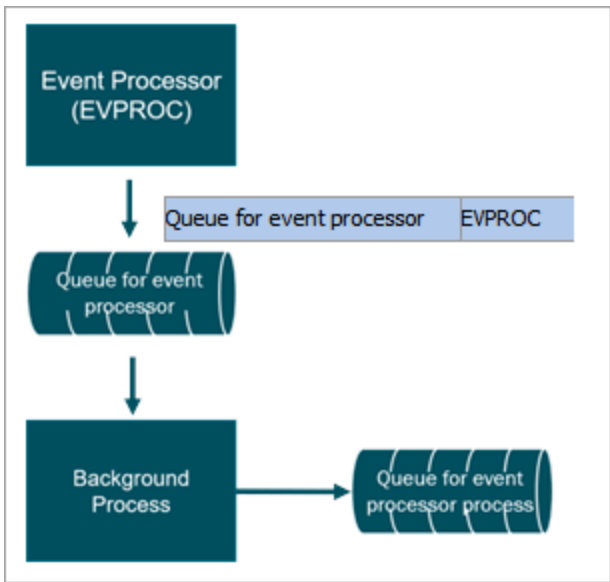 Event Processor
(EVPROC)
Queue for event processor EVPROC
Queue for event
processor
Background
Process
Queue for event
processor process